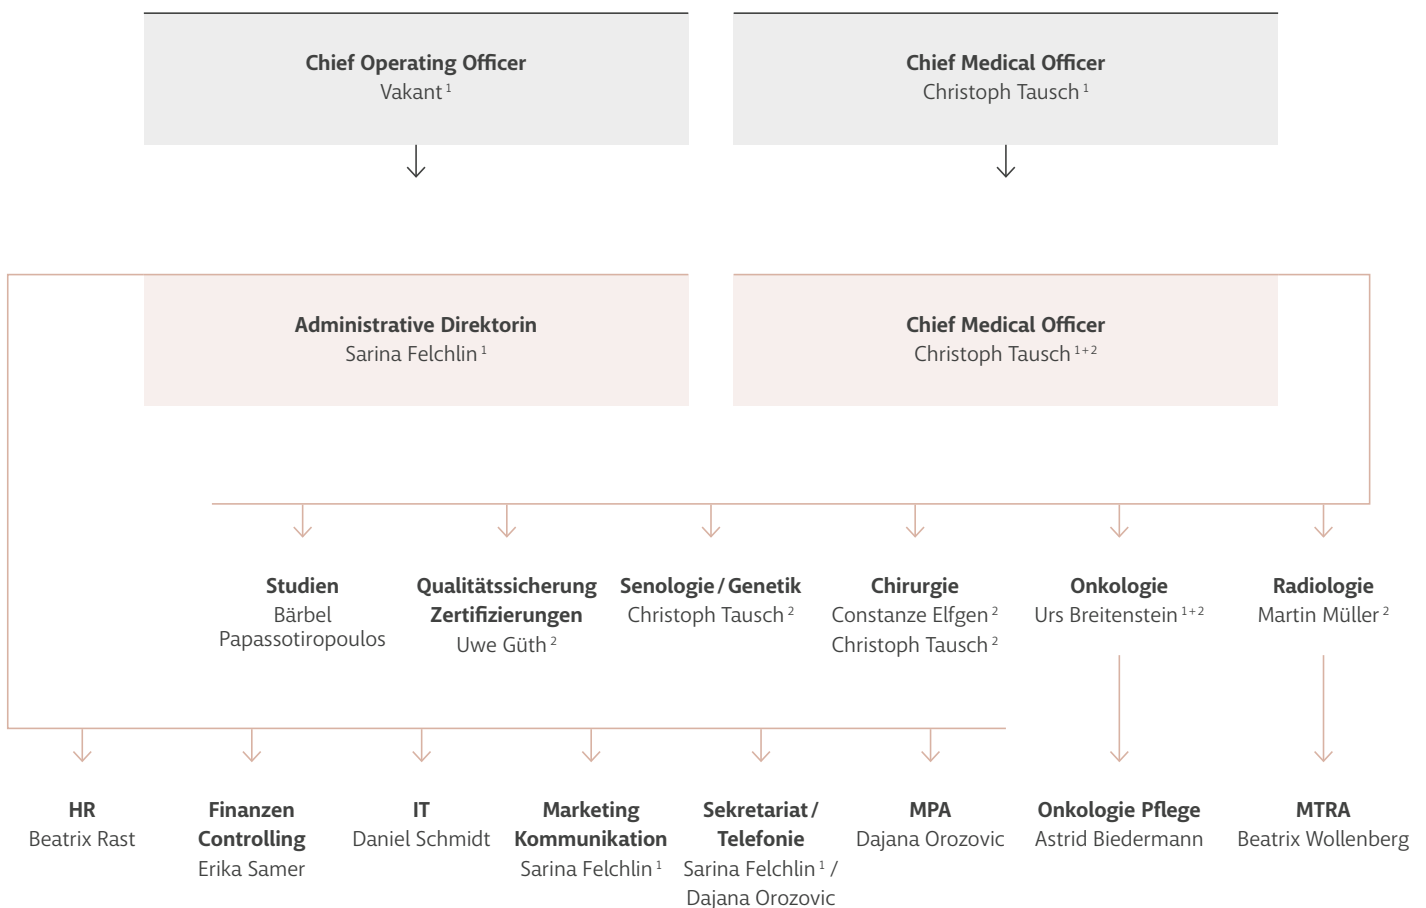 Chief Operating Officer
Vakant 1
Chief Medical Officer
Christoph Tausch 1
Administrative Direktorin
Sarina Felchlin 1
Chief Medical Officer
Christoph Tausch 1+2
Studien
Bärbel
Papassotiropoulos
Qualitätssicherung
Zertifizierungen
Uwe Güth 2
Senologie / Genetik
Christoph Tausch 2
Chirurgie
Constanze Elfgen 2
Christoph Tausch 2
Onkologie
Urs Breitenstein 1+2
Radiologie
Martin Müller 2
HR
Beatrix Rast
Finanzen
Controlling
Erika Samer
IT
Daniel Schmidt
Marketing
Kommunikation
Sarina Felchlin 1
Sekretariat /
Telefonie
Sarina Felchlin 1 /
Dajana Orozovic
MPA
Dajana Orozovic
Onkologie Pflege
Astrid Biedermann
MTRA
Beatrix Wollenberg